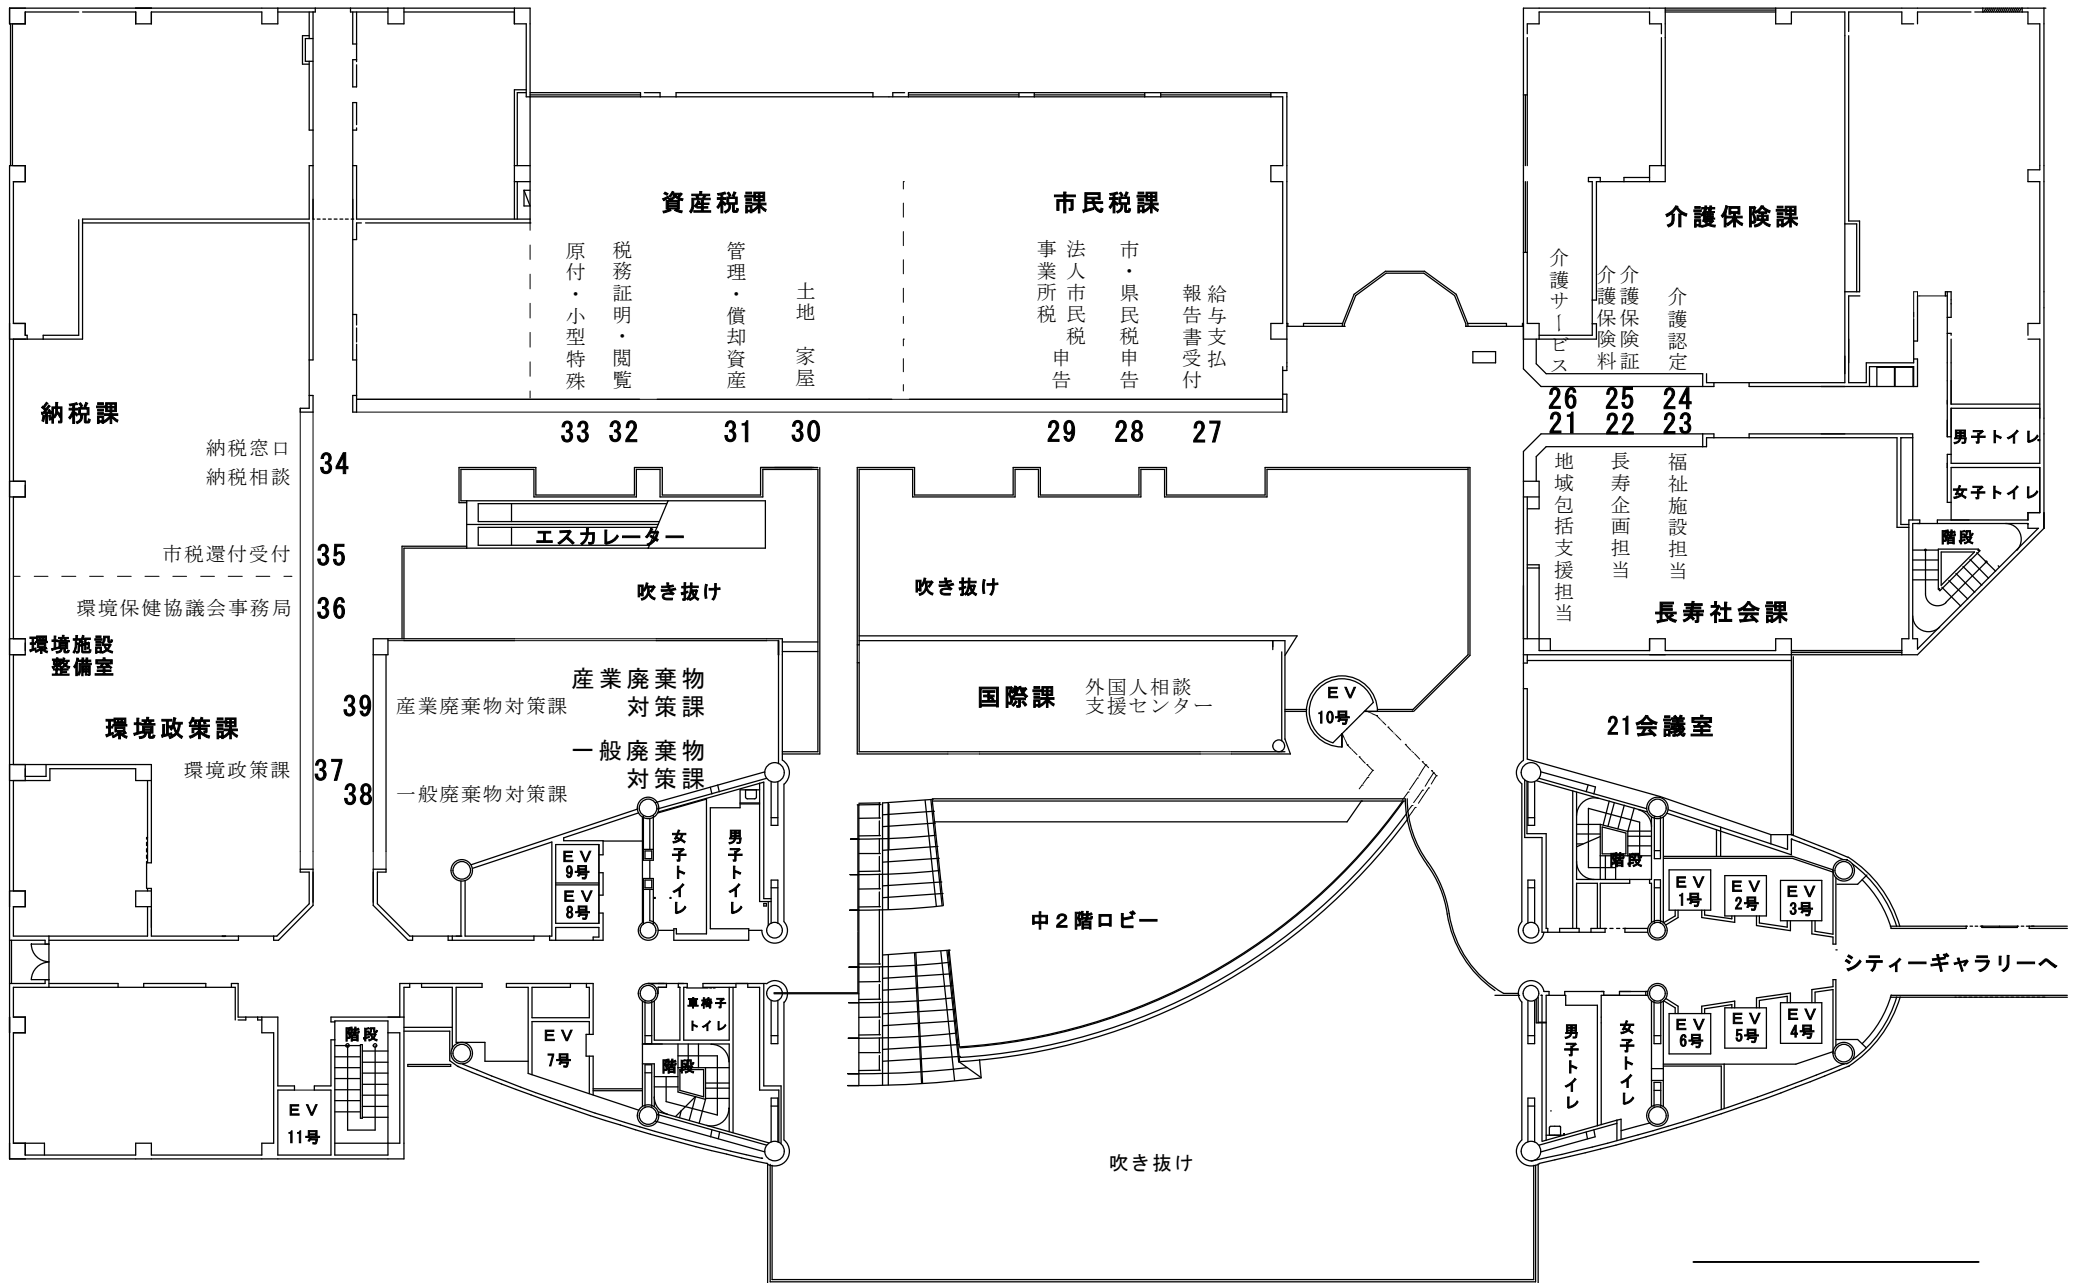 資産税課
市民税課
介護保険課
原付・小型特殊
税務証明・閲覧
管理・償却資産
土地 家屋
事業所税
法人市民税 申告
市・県民税申告
給与支払
報告書受付
介護サービス
介護保険証
介護保険料
介護認定
33
32
31
30
29
28
27
26
25
24
21
22
23
地域包括支援担当
長寿企画担当
福祉施設担当
長寿社会課
男子トイレ
女子トイレ
階段
納税課
納税窓口
納税相談
34
市税還付受付
35
環境保健協議会事務局
36
環境施設
整備室
環境政策課
環境政策課
37
エスカレーター
吹き抜け
吹き抜け
39
産業廃棄物対策課
産業廃棄物
対策課
一般廃棄物
対策課
38
一般廃棄物対策課
国際課
外国人相談
支援センター
EV
10号
21会議室
女子トイレ
男子トイレ
EV
9号
EV
8号
中2階ロビー
階段
EV
1号
EV
2号
EV
3号
シティーギャラリーへ
EV
6号
EV
5号
EV
4号
男子トイレ
女子トイレ
車椅子
トイレ
階段
EV
7号
階段
EV
11号
吹き抜け